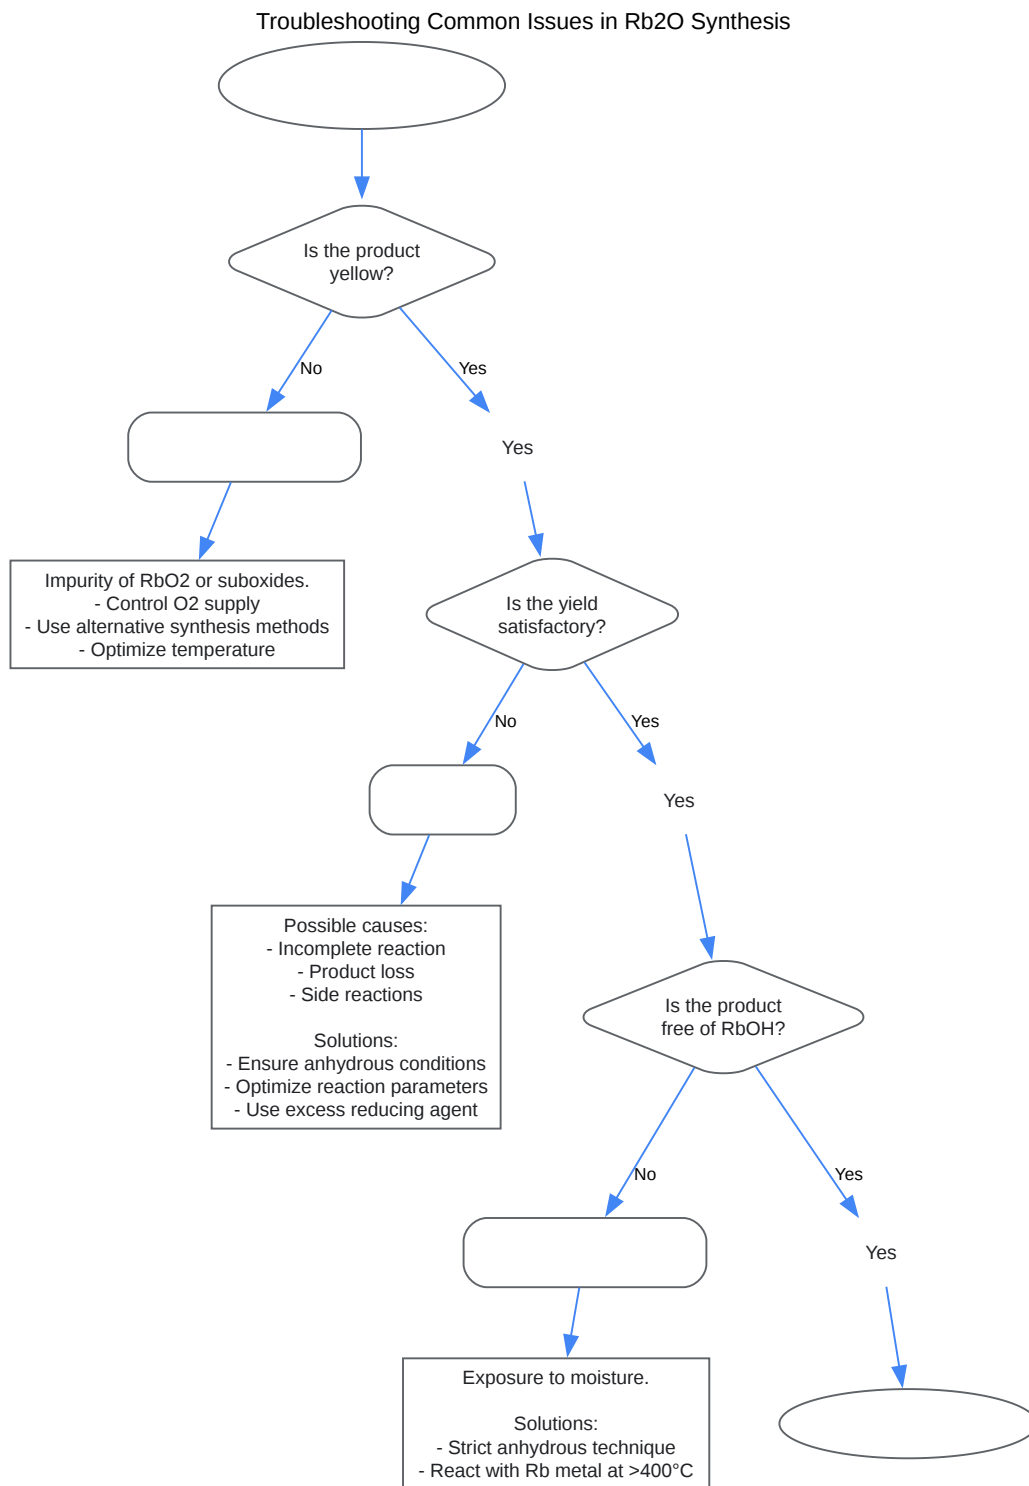 Troubleshooting Common Issues in Rb2O Synthesis
Is the product
yellow?
No
Yes
Yes
Impurity of RbO2 or suboxides.
- Control O2 supply
- Use alternative synthesis methods
- Optimize temperature
Is the yield
satisfactory?
No
Yes
Yes
Possible causes:
- Incomplete reaction
- Product loss
- Side reactions
Solutions:
- Ensure anhydrous conditions
- Optimize reaction parameters
- Use excess reducing agent
Is the product
free of RbOH?
No
Yes
Yes
Exposure to moisture.
Solutions:
- Strict anhydrous technique
- React with Rb metal at >400°C